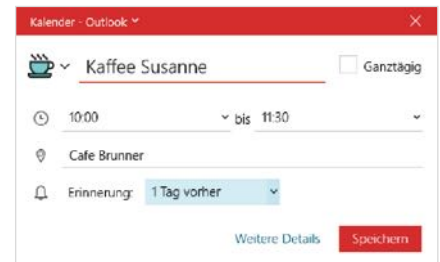 Kalender - Outlook
Kaffee Susanne
Ganztägig
10:00 bis 11:30
Cafe Brunner
Erinnerung: 1 Tag vorher
Weitere Details Speichern